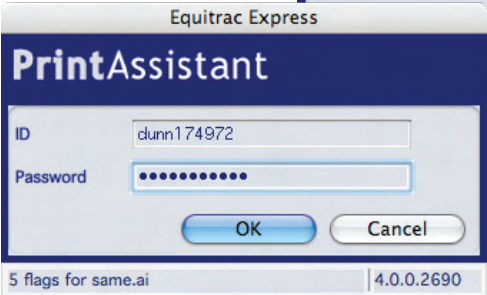 Equitrac Express
PrintAssistant
ID dunn174972
Password •••••••••••
OK Cancel
5 flags for same.ai 4.0.0.2690